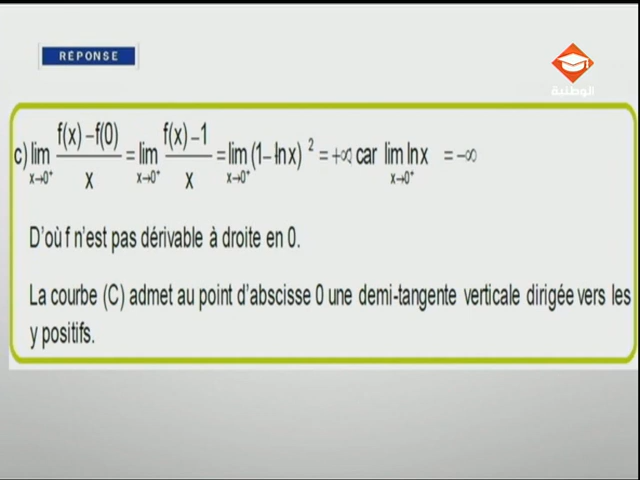 RÉPONSE
الوطنية
c) lim f(x)–f(0) / x = lim f(x)–1 / x = lim (1– lnx) ² = +∞ car lim ln x = –∞
x→0⁺ x→0⁺ x→0⁺ x→0⁺
D'où f n'est pas dérivable à droite en 0.
La courbe (C) admet au point d'abscisse 0 une demi-tangente verticale dirigée vers les
y positifs.